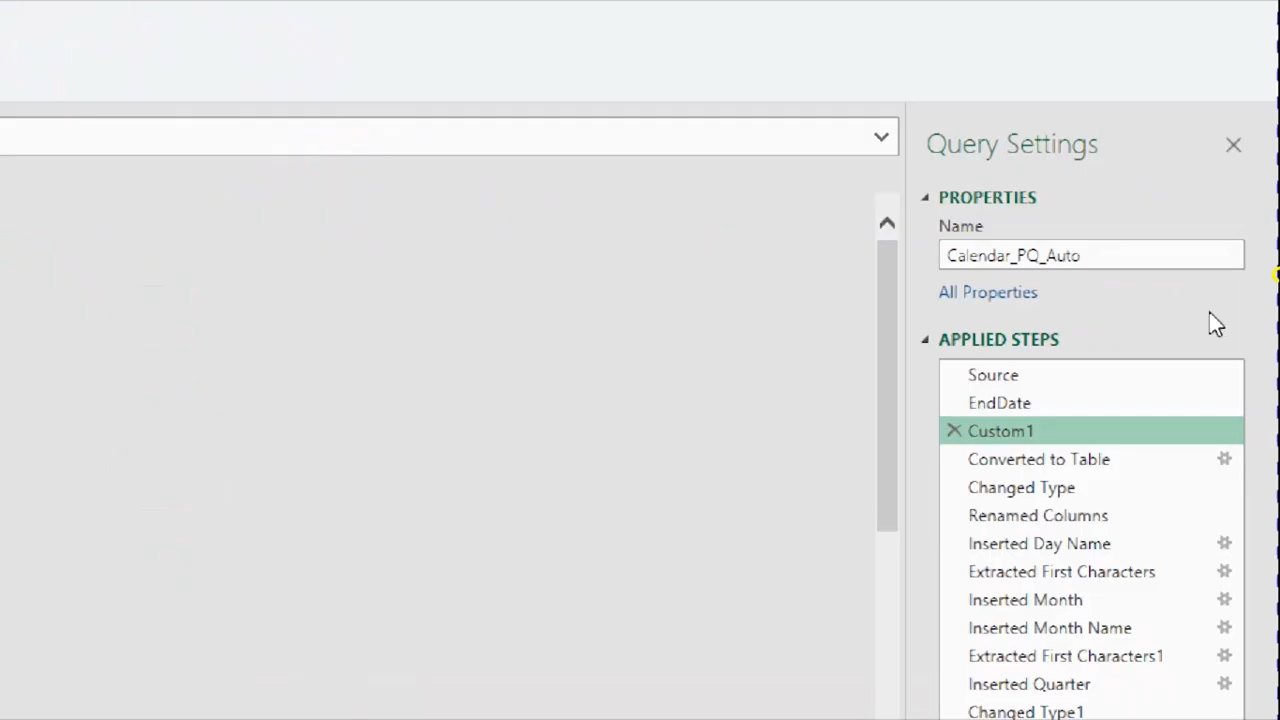 Query Settings
PROPERTIES
Name
Calendar_PQ_Auto
All Properties
APPLIED STEPS
Source
EndDate
Custom1
Converted to Table
Changed Type
Renamed Columns
Inserted Day Name
Extracted First Characters
Inserted Month
Inserted Month Name
Extracted First Characters1
Inserted Quarter
Changed Type1